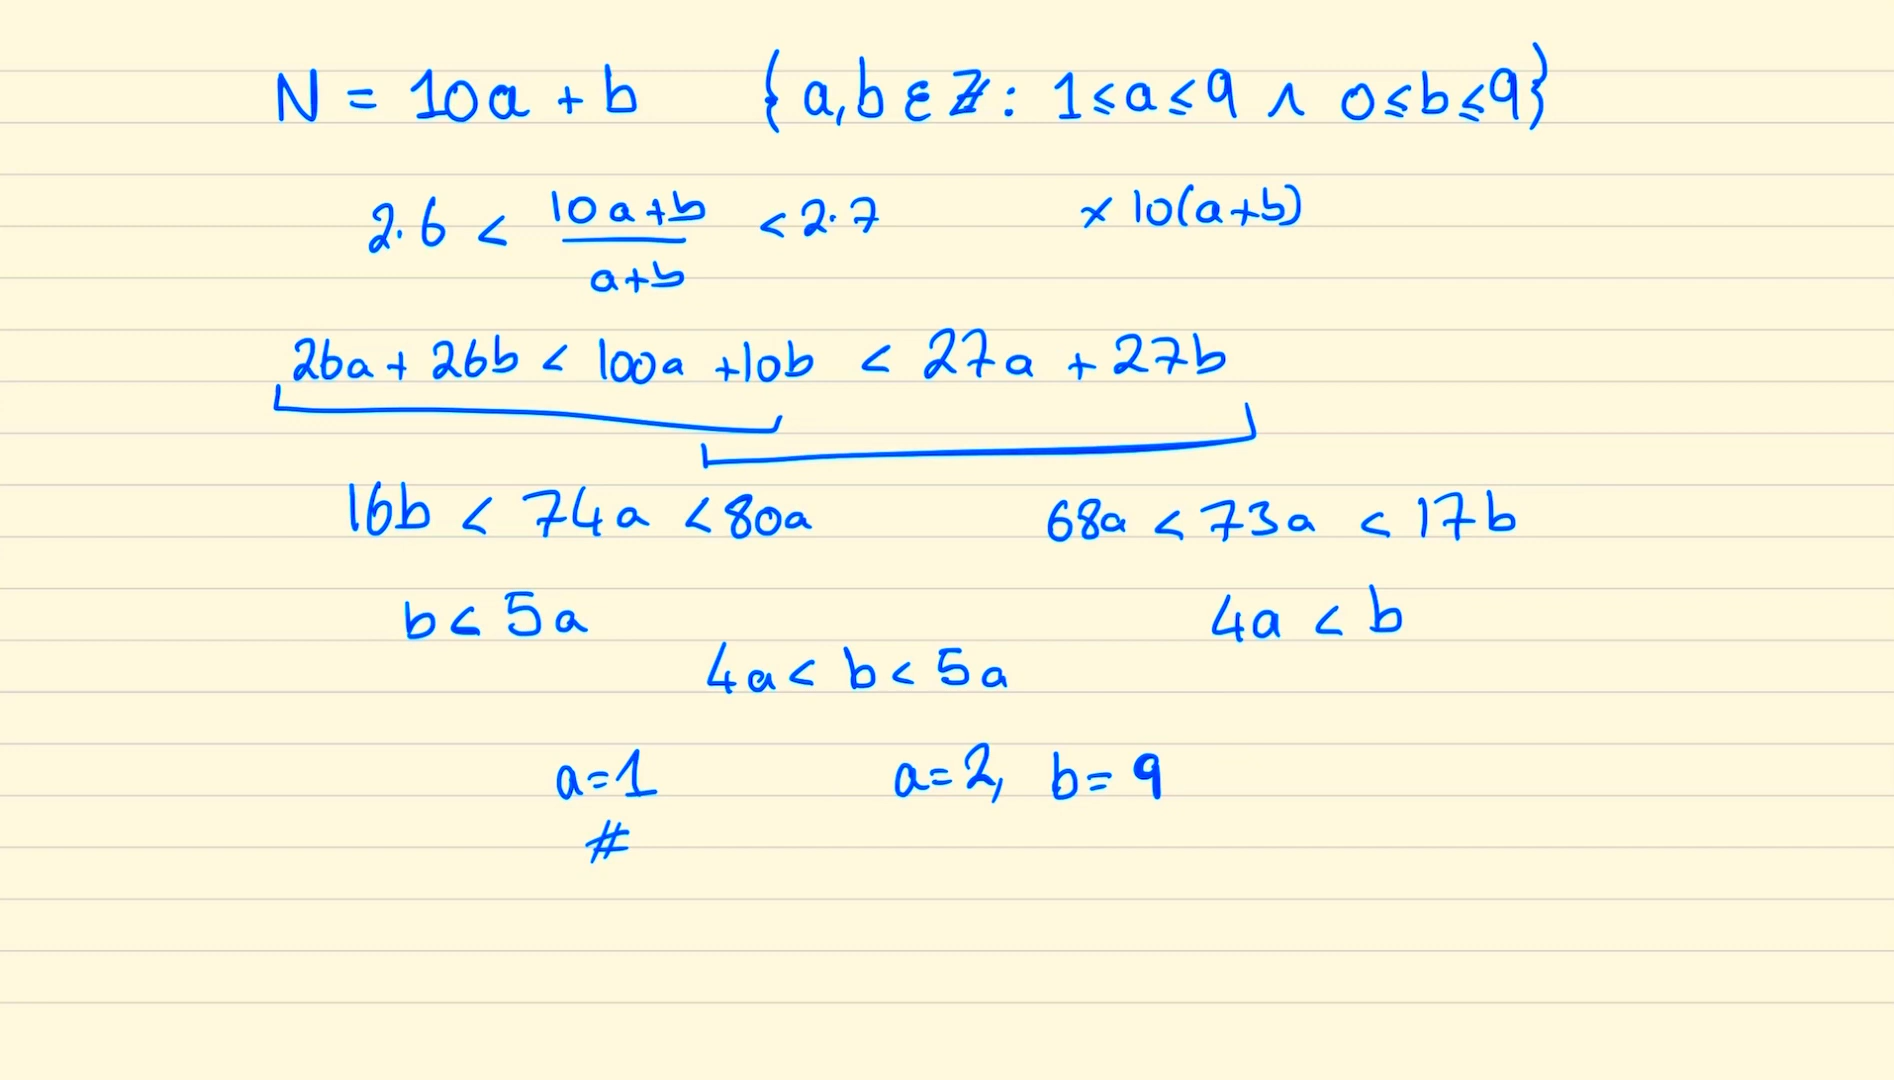 N = 10a + b {a,b ∈ ℤ : 1≤a≤9 ∧ 0≤b≤9}
2.6 < (10a+b)/(a+b) < 2.7 × 10(a+b)
26a + 26b < 100a + 10b < 27a + 27b
16b < 74a < 80a 68a < 73a < 17b
b < 5a 4a < b
4a < b < 5a
a=1 a=2, b=9
#